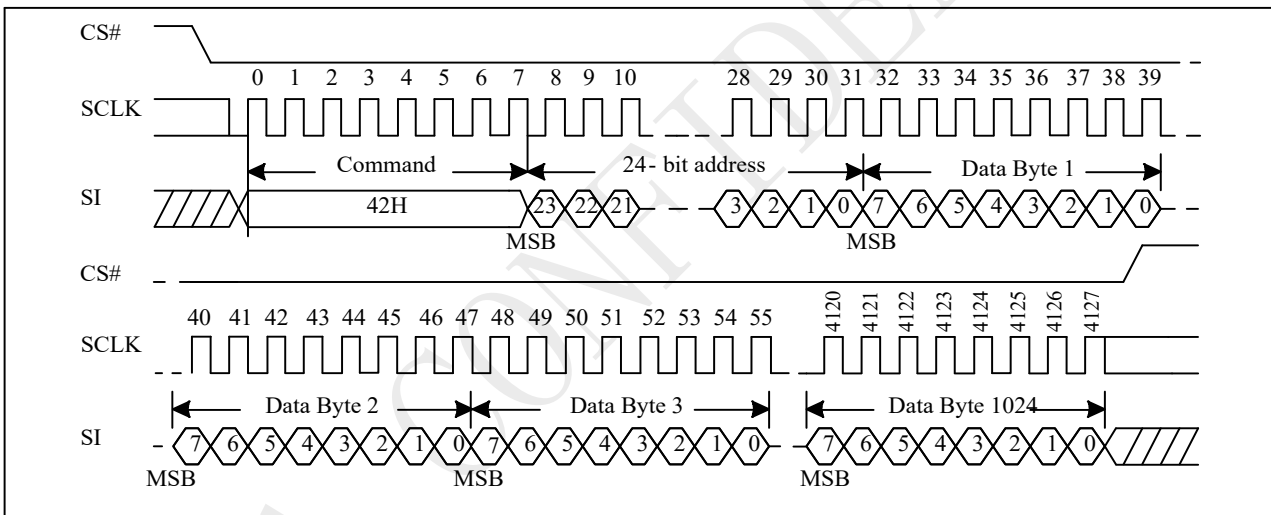 CS#
0 1 2 3 4 5 6 7 8 9 10 28 29 30 31 32 33 34 35 36 37 38 39
SCLK
Command 24- bit address Data Byte 1
SI
42H 23 22 21 3 2 1 0 7 6 5 4 3 2 1 0
MSB MSB
CS#
40 41 42 43 44 45 46 47 48 49 50 51 52 53 54 55 4120 4121 4122 4123 4124 4125 4126 4127
SCLK
Data Byte 2 Data Byte 3 Data Byte 1024
SI
7 6 5 4 3 2 1 0 7 6 5 4 3 2 1 0 7 6 5 4 3 2 1 0
MSB MSB MSB